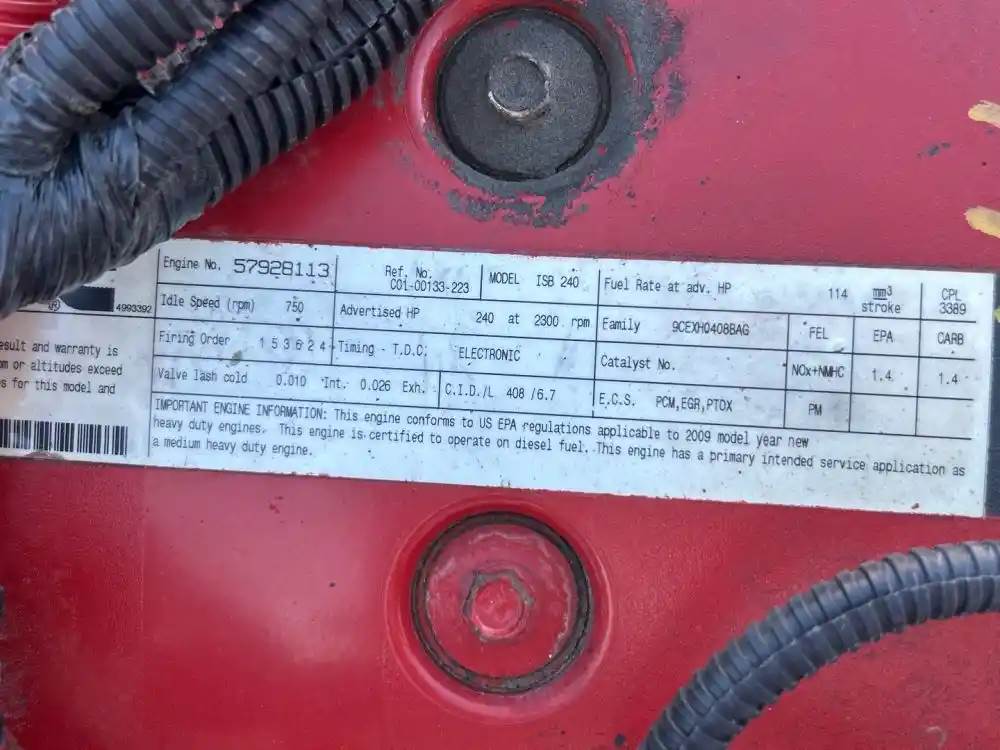 4993392
esult and warranty is
or altitudes exceed
s for this model and
Engine No. 57928113
Ref. No.
C01-00133-223
MODEL ISB 240
Fuel Rate at adv. HP 114 mm³
stroke
CPL
3389
Idle Speed (rpm) 750
Advertised HP 240 at 2300 rpm
Family 9CEXH0408BAG
FEL EPA CARB
Firing Order 1 5 3 6 2 4
Timing - T.D.C. ELECTRONIC
Catalyst No.
NOx+NMHC 1.4 1.4
Valve lash cold 0.010 Int. 0.026 Exh.
C.I.D./L 408 /6.7
E.C.S. PCM,EGR,PTOX
PM
IMPORTANT ENGINE INFORMATION: This engine conforms to US EPA regulations applicable to 2009 model year new
heavy duty engines. This engine is certified to operate on diesel fuel. This engine has a primary intended service application as
a medium heavy duty engine.